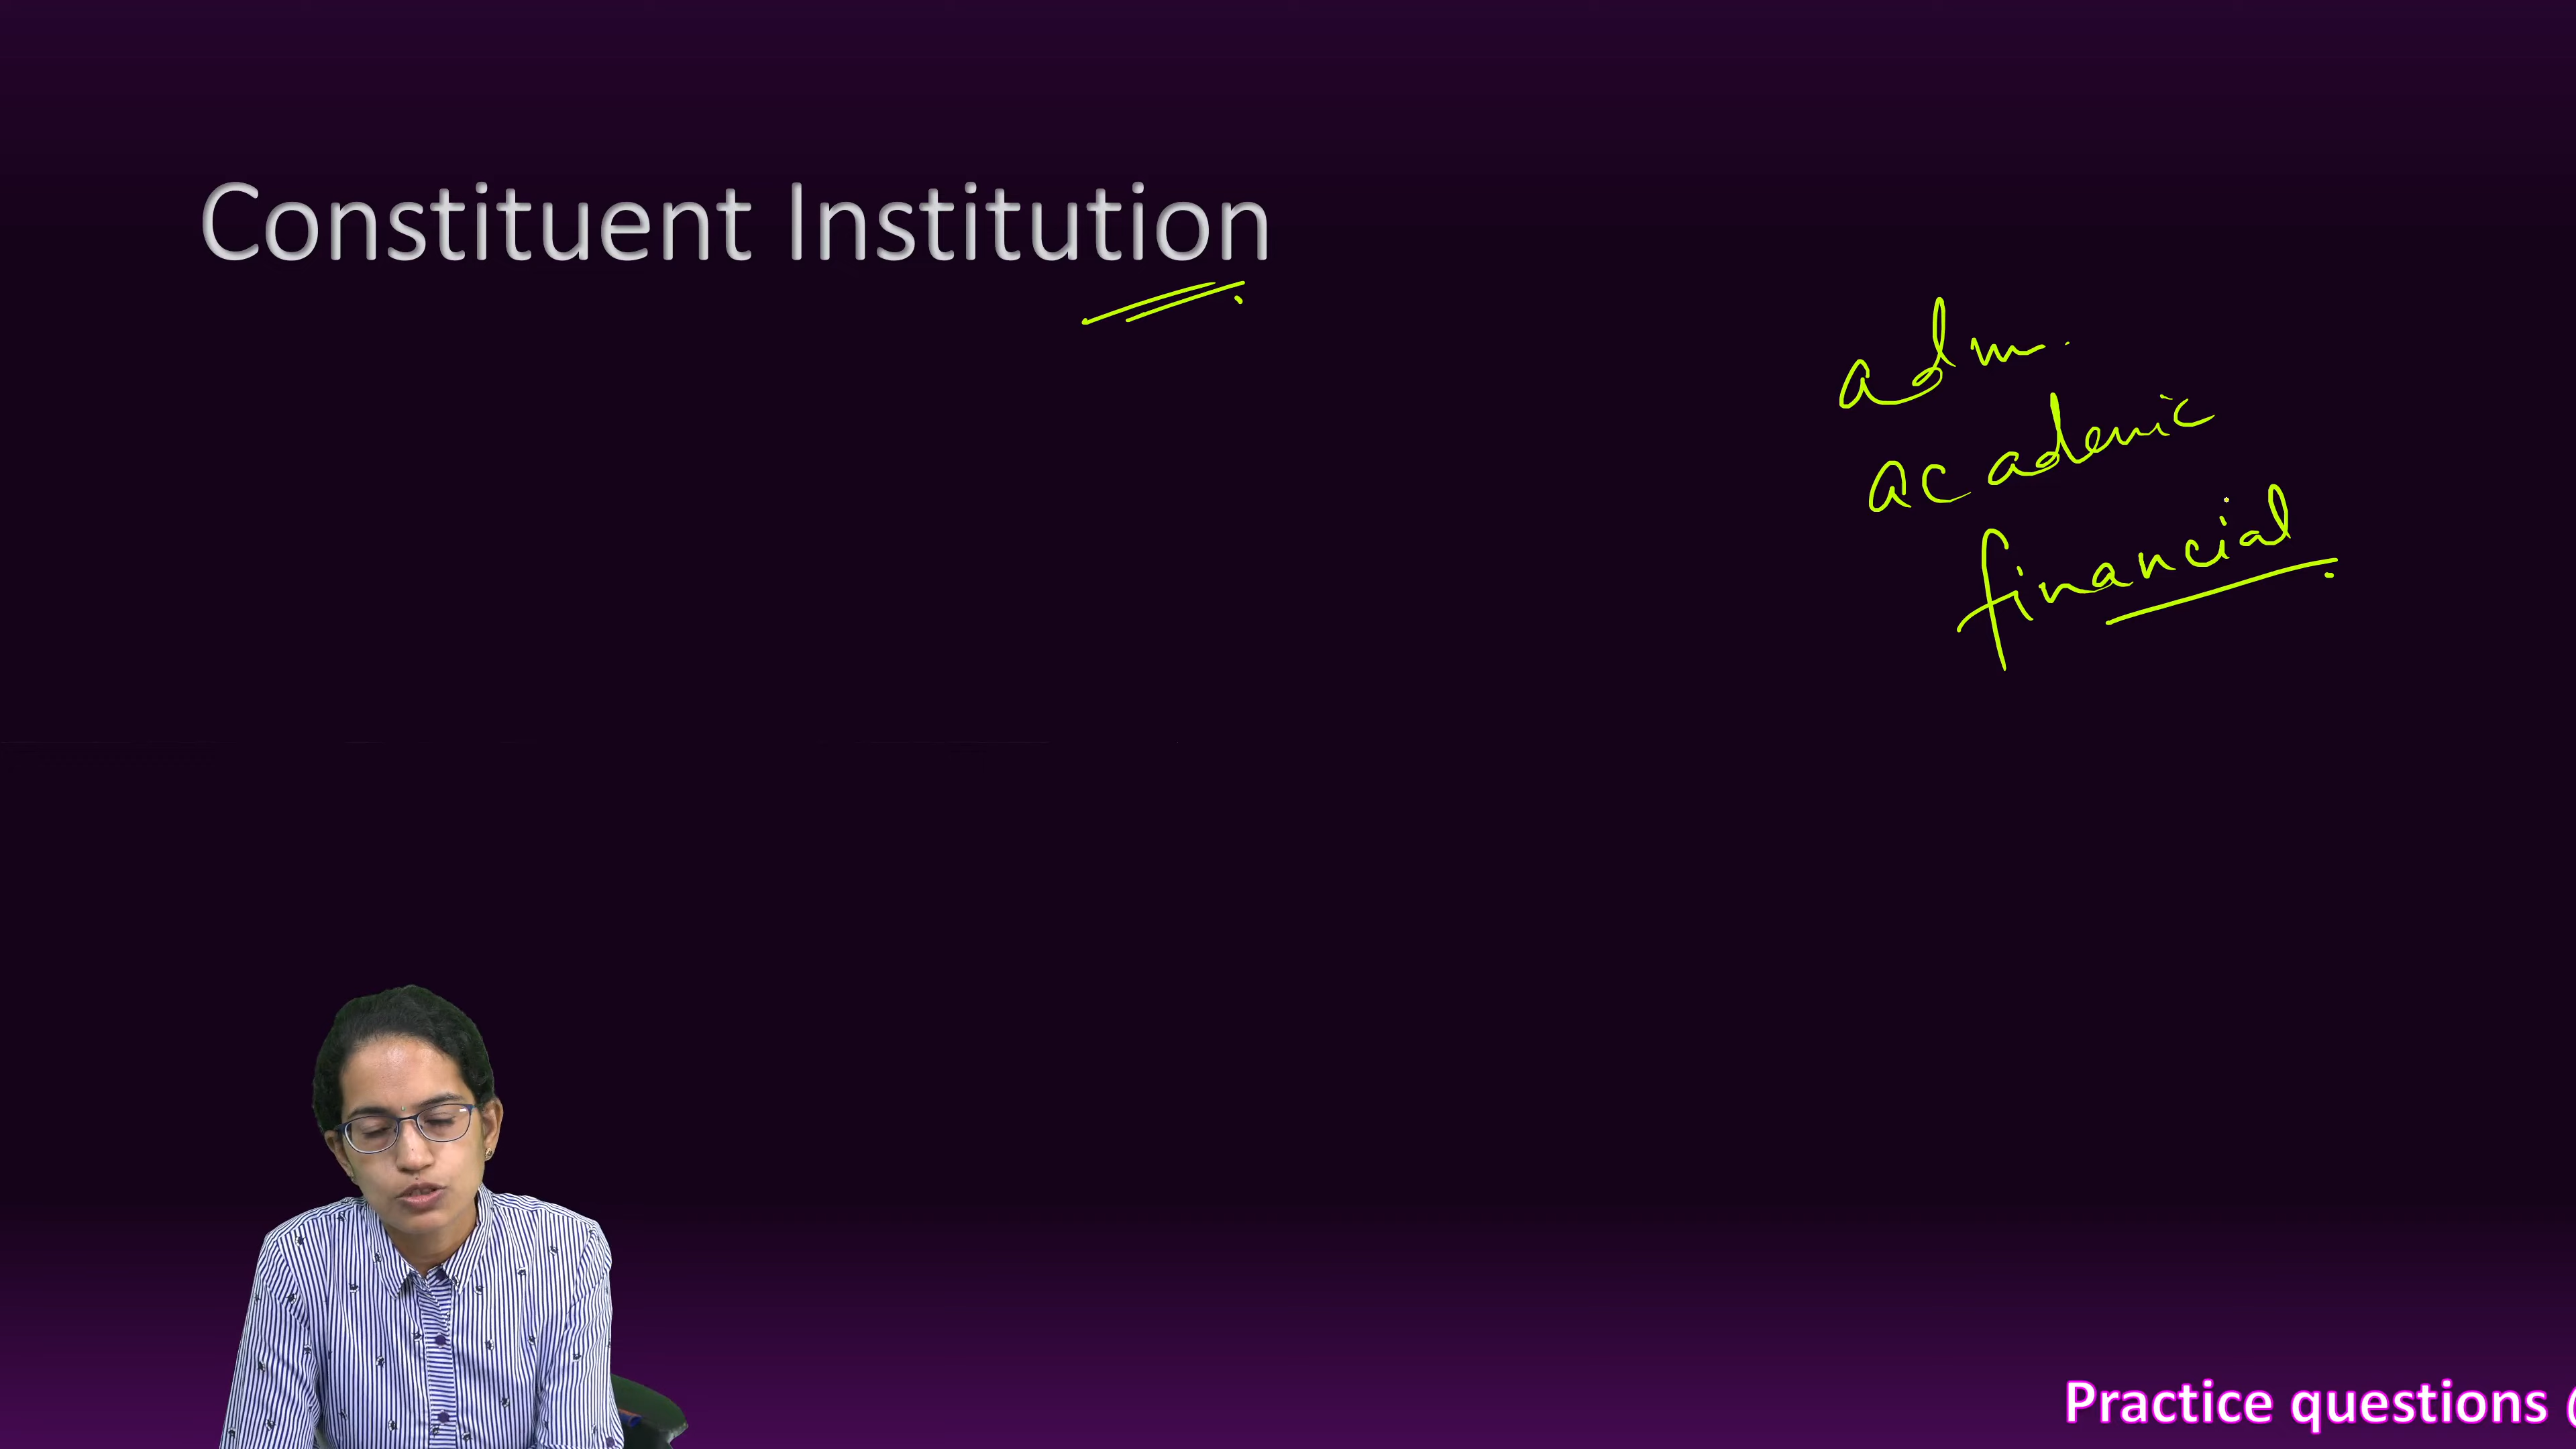 Constituent Institution
adm.
academic
financial
Practice questions (